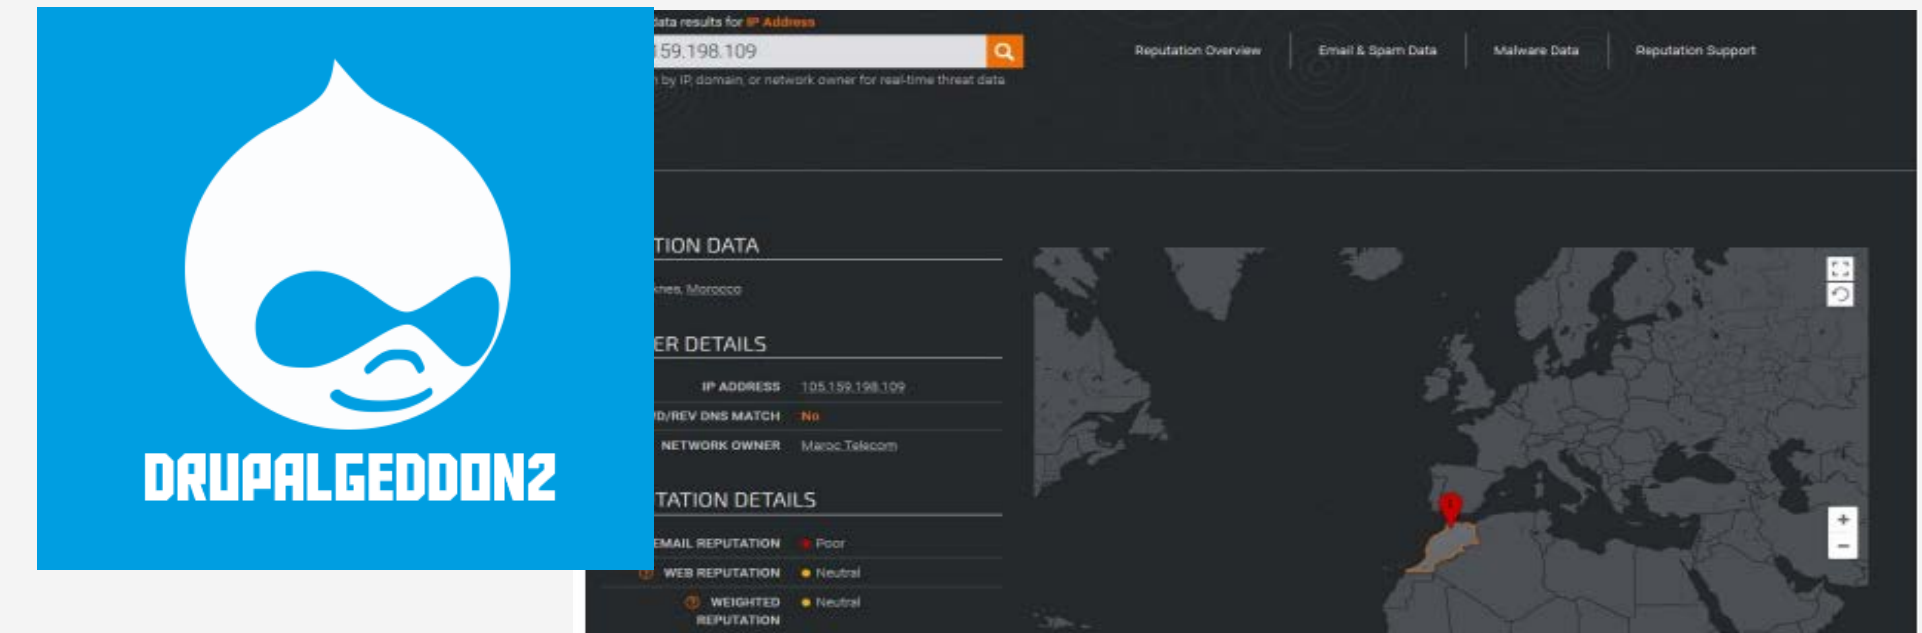 DRUPALGEDDON2
data results for IP Address
159.198.109
by IP, domain, or network owner for real-time threat data
Reputation Overview
Email & Spam Data
Malware Data
Reputation Support
TION DATA
knes, Morocco
ER DETAILS
IP ADDRESS 105.159.198.109
D/REV DNS MATCH No
NETWORK OWNER Maroc Telecom
TATION DETAILS
EMAIL REPUTATION Poor
WEB REPUTATION Neutral
WEIGHTED Neutral
REPUTATION
+
−